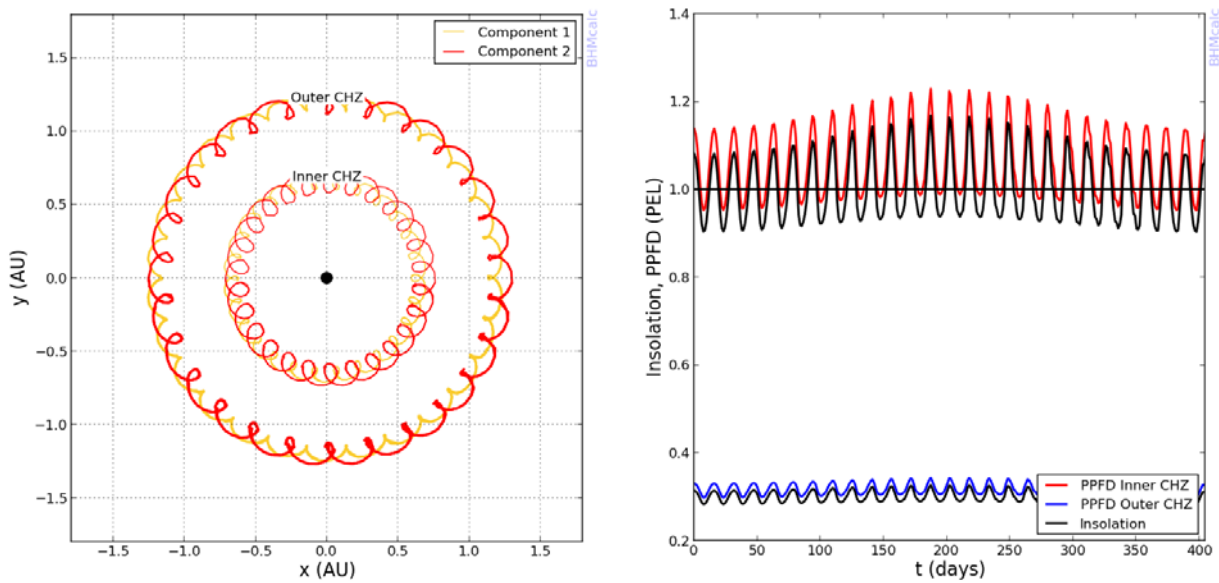 BHMcalc
Component 1
Component 2
Outer CHZ
Inner CHZ
y (AU)
1.5
1.0
0.5
0.0
−0.5
−1.0
−1.5
−1.5 −1.0 −0.5 0.0 0.5 1.0 1.5
x (AU)
BHMcalc
Insolation, PPFD (PEL)
1.4
1.2
1.0
0.8
0.6
0.4
0.2
PPFD Inner CHZ
PPFD Outer CHZ
Insolation
0 50 100 150 200 250 300 350 400
t (days)